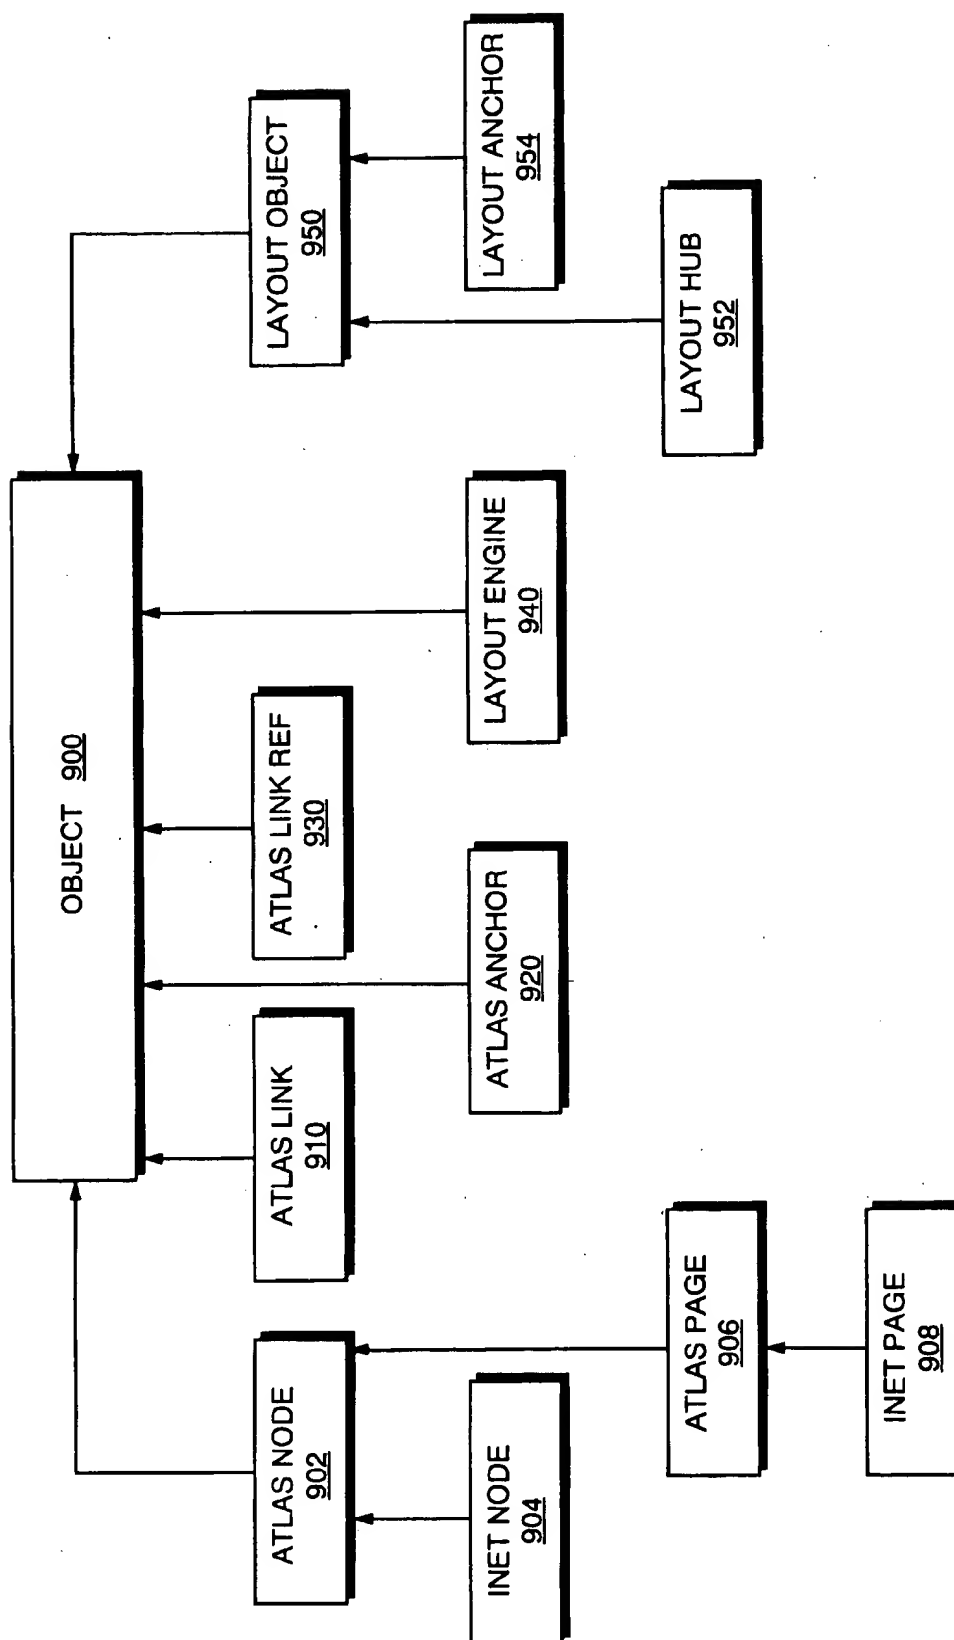 OBJECT 900
ATLAS NODE
902
ATLAS LINK
910
ATLAS LINK REF
930
LAYOUT OBJECT
950
INET NODE
904
ATLAS ANCHOR
920
LAYOUT ENGINE
940
LAYOUT ANCHOR
954
ATLAS PAGE
906
LAYOUT HUB
952
INET PAGE
908